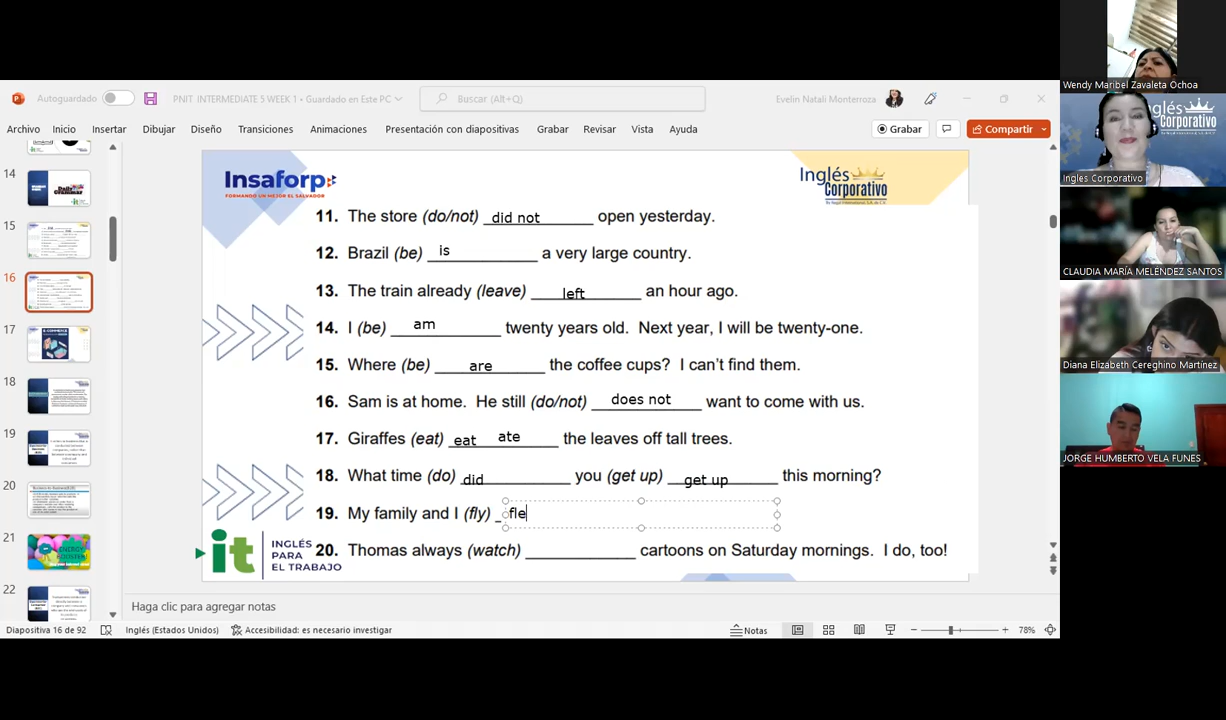 Wendy Maribel Zavaleta Ochoa
Autoguardado
PNIT INTERMEDIATE 5 WEEK 1 • Guardado en Este PC
Buscar (Alt+Q)
Evelin Natali Monterroza
Archivo Inicio Insertar Dibujar Diseño Transiciones Animaciones Presentación con diapositivas Grabar Revisar Vista Ayuda
Grabar
Compartir
Inglés Corporativo
Ingles Corporativo
CLAUDIA MARÍA MELÉNDEZ SANTOS
Diana Elizabeth Cereghino Martínez
JORGE HUMBERTO VELA FUNES
14
15
16
17
18
19
20
21
22
Insaforp
FORMANDO UN MEJOR EL SALVADOR
Inglés
Corporativo
11. The store (do/not) did not open yesterday.
12. Brazil (be) is a very large country.
13. The train already (leave) left an hour ago.
14. I (be) am twenty years old. Next year, I will be twenty-one.
15. Where (be) are the coffee cups? I can't find them.
16. Sam is at home. He still (do/not) does not want to come with us.
17. Giraffes (eat) eat ate the leaves off tall trees.
18. What time (do) did you (get up) get up this morning?
19. My family and I (fly) _ fle
20. Thomas always (watch) ____________ cartoons on Saturday mornings. I do, too!
it INGLÉS
PARA
EL TRABAJO
Haga clic para agregar notas
Diapositiva 16 de 92
Inglés (Estados Unidos)
Accesibilidad: es necesario investigar
Notas
78%